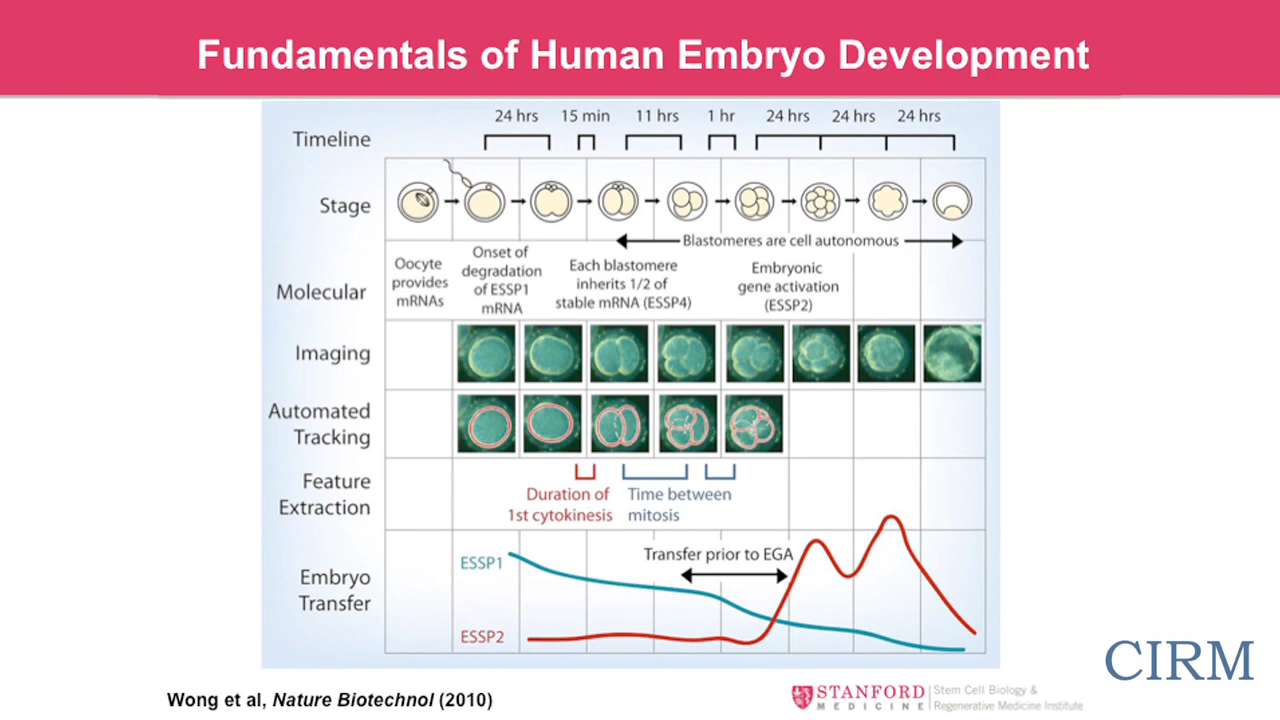 Fundamentals of Human Embryo Development
24 hrs 15 min 11 hrs 1 hr 24 hrs 24 hrs 24 hrs
Timeline
Stage
Blastomeres are cell autonomous
Molecular
Oocyte
provides
mRNAs
Onset of
degradation
of ESSP1
mRNA
Each blastomere
inherits 1/2 of
stable mRNA (ESSP4)
Embryonic
gene activation
(ESSP2)
Imaging
Automated
Tracking
Feature
Extraction
Duration of
1st cytokinesis
Time between
mitosis
Embryo
Transfer
ESSP1
Transfer prior to EGA
ESSP2
CIRM
Wong et al, Nature Biotechnol (2010)
STANFORD
MEDICINE
Stem Cell Biology &
Regenerative Medicine Institute